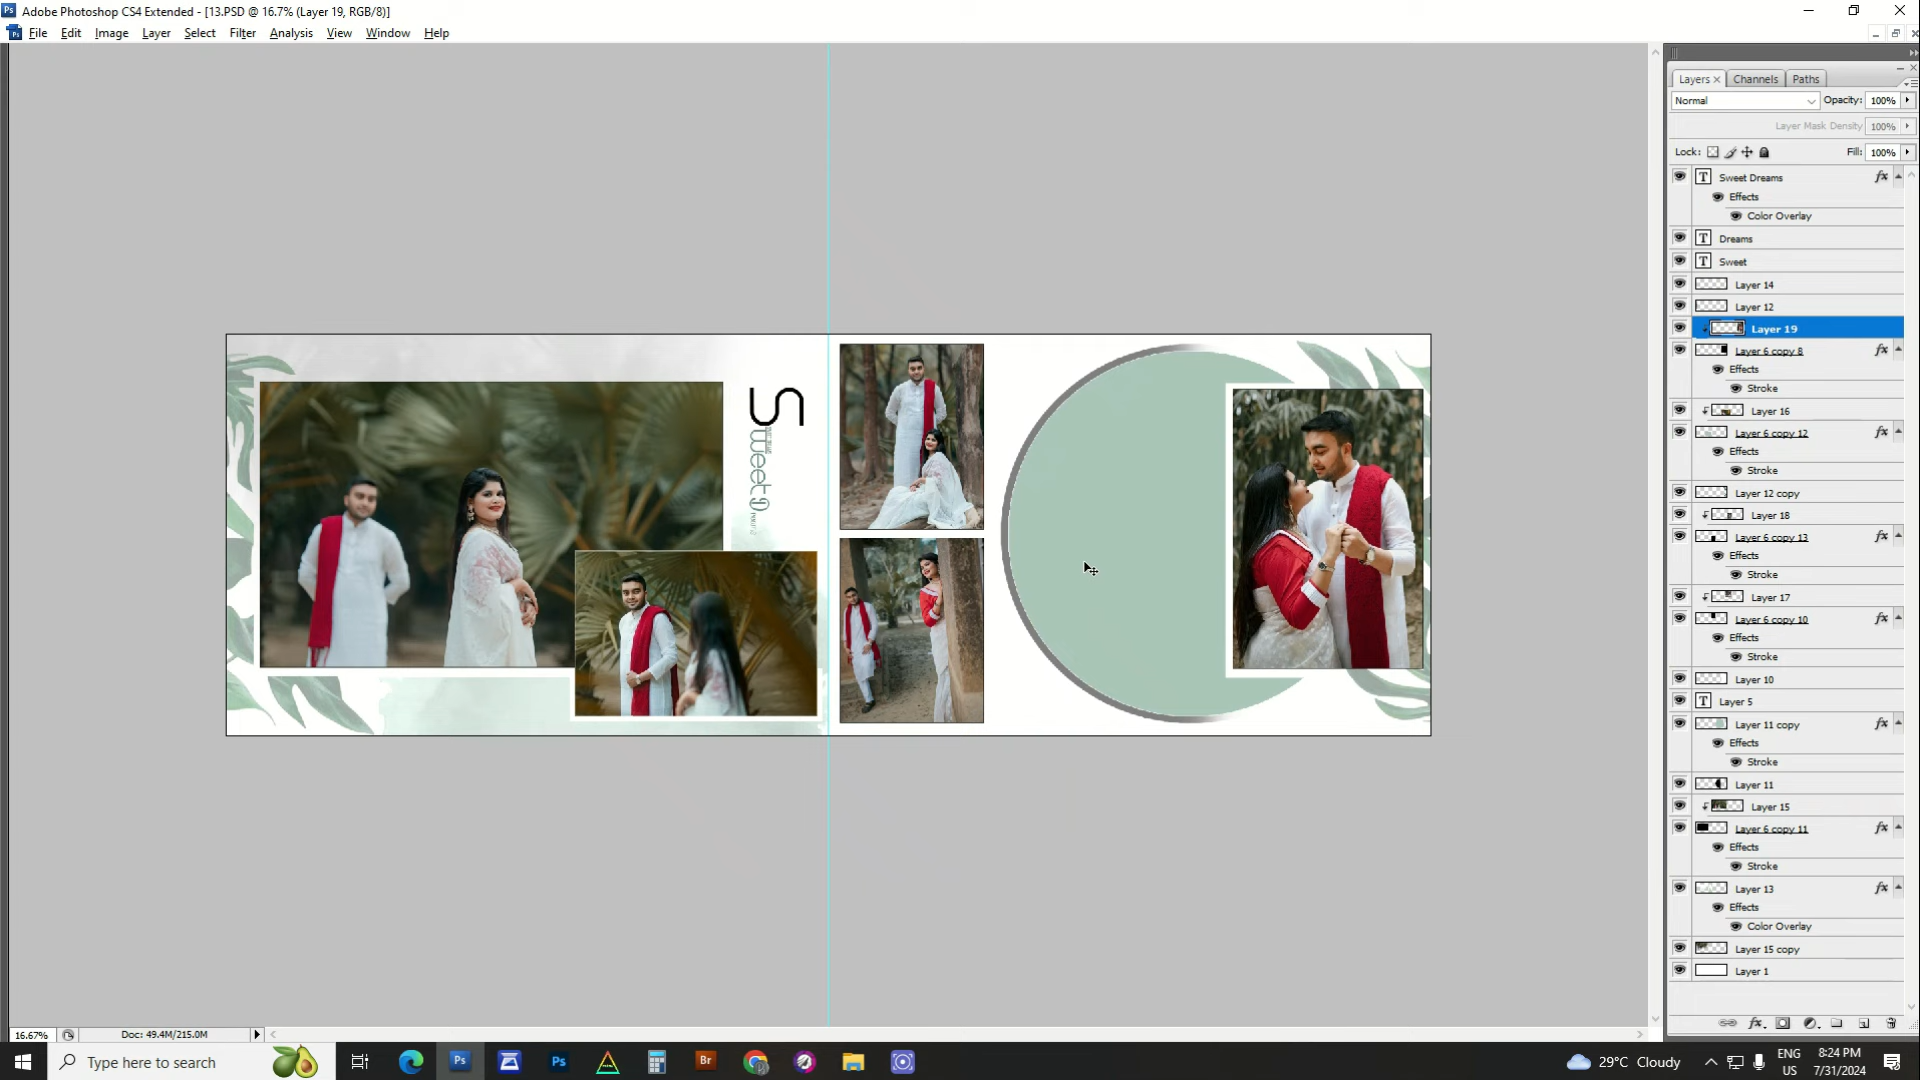 Adobe Photoshop CS4 Extended - [13.PSD @ 16.7% (Layer 19, RGB/8)]
File Edit Image Layer Select Filter Analysis View Window Help
Layers Channels Paths
Normal Opacity: 100%
Layer Mask Density 100%
Lock: Fill: 100%
Sweet Dreams
Effects
Color Overlay
Dreams
Sweet
Layer 14
Layer 12
Layer 19
Layer 6 copy 8
Effects
Stroke
Layer 16
Layer 6 copy 12
Effects
Stroke
Layer 12 copy
Layer 18
Layer 6 copy 13
Effects
Stroke
Layer 17
Layer 6 copy 10
Effects
Stroke
Layer 10
Layer 5
Layer 11 copy
Effects
Stroke
Layer 11
Layer 15
Layer 6 copy 11
Effects
Stroke
Layer 13
Effects
Color Overlay
Layer 15 copy
Layer 1
S
weet D
16.67% Doc: 49.4M/215.0M
Type here to search
29°C Cloudy
ENG
US
8:24 PM
7/31/2024